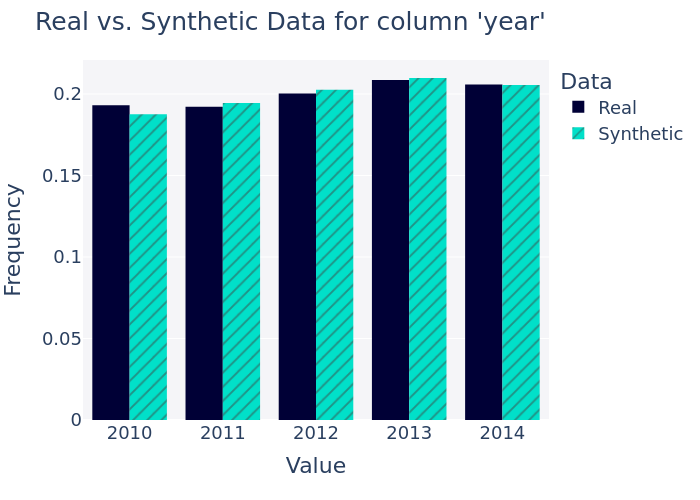 Real vs. Synthetic Data for column 'year'
Data
Real
Synthetic
Frequency
0.2
0.15
0.1
0.05
0
2010 2011 2012 2013 2014
Value